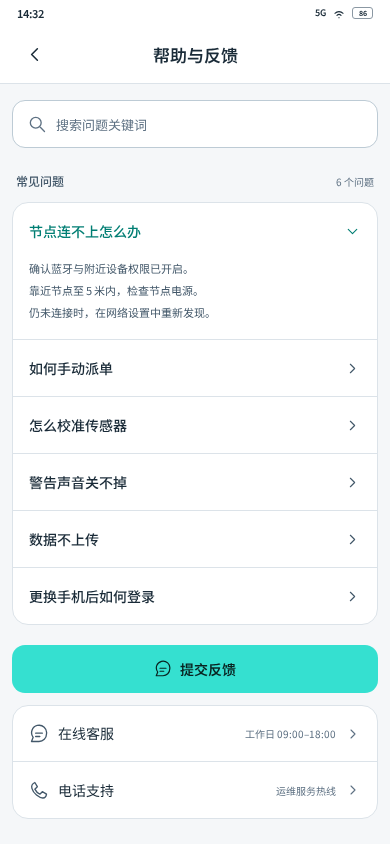 14:32
5G
86
帮助与反馈
搜索问题关键词
常见问题
6 个问题
节点连不上怎么办
确认蓝牙与附近设备权限已开启。
靠近节点至 5 米内，检查节点电源。
仍未连接时，在网络设置中重新发现。
如何手动派单
怎么校准传感器
警告声音关不掉
数据不上传
更换手机后如何登录
提交反馈
在线客服
工作日 09:00–18:00
电话支持
运维服务热线